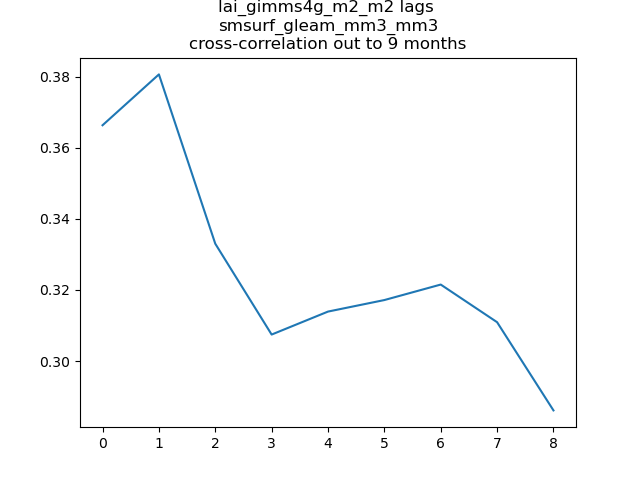 lai_gimms4g_m2_m2 lags
smsurf_gleam_mm3_mm3
cross-correlation out to 9 months
0.38
0.36
0.34
0.32
0.30
0 1 2 3 4 5 6 7 8